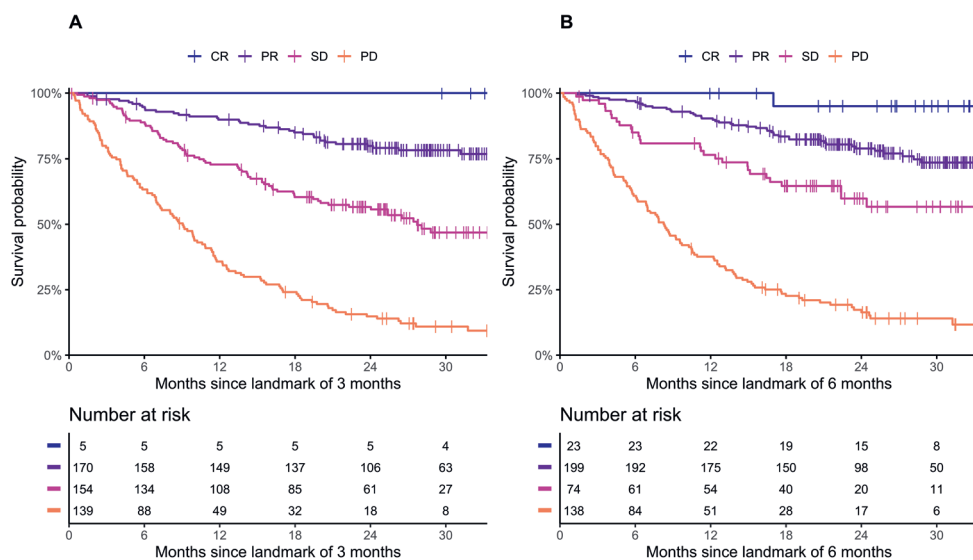 A
CR PR SD PD
100%
75%
50%
25%
0%
Survival probability
0 6 12 18 24 30
Months since landmark of 3 months
Number at risk
5 5 5 5 5 4
170 158 149 137 106 63
154 134 108 85 61 27
139 88 49 32 18 8
0 6 12 18 24 30
Months since landmark of 3 months
B
CR PR SD PD
100%
75%
50%
25%
0%
Survival probability
0 6 12 18 24 30
Months since landmark of 6 months
Number at risk
23 23 22 19 15 8
199 192 175 150 98 50
74 61 54 40 20 11
138 84 51 28 17 6
0 6 12 18 24 30
Months since landmark of 6 months